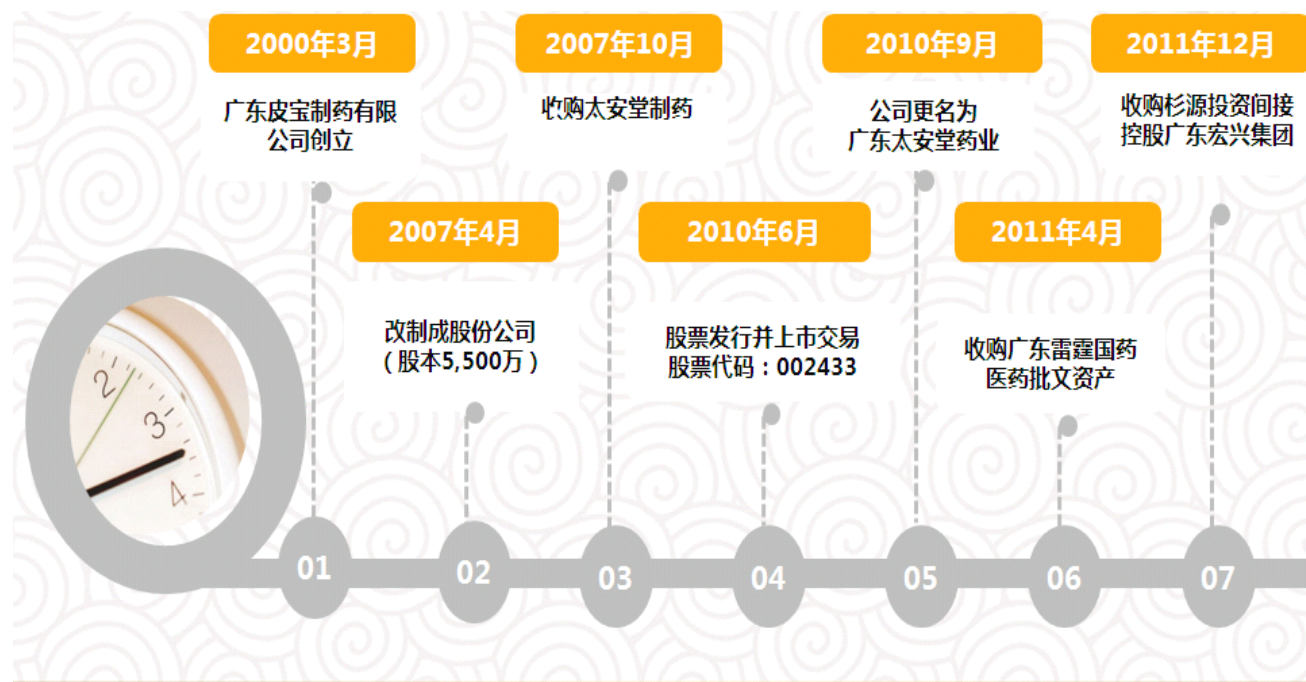 2000年3月
广东皮宝制药有限
公司创立
2007年4月
改制成股份公司
（股本5,500万）
2007年10月
收购太安堂制药
2010年6月
股票发行并上市交易
股票代码：002433
2010年9月
公司更名为
广东太安堂药业
2011年4月
收购广东雷霆国药
医药批文资产
2011年12月
收购杉源投资间接
控股广东宏兴集团
2
3
4
01
02
03
04
05
06
07